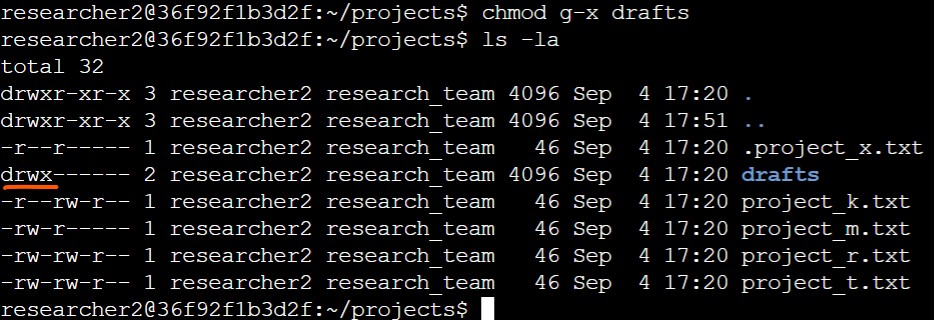 researcher2@36f92f1b3d2f:~/projects$ chmod g-x drafts
researcher2@36f92f1b3d2f:~/projects$ ls -la
total 32
drwxr-xr-x 3 researcher2 research_team 4096 Sep  4 17:20 .
drwxr-xr-x 3 researcher2 research_team 4096 Sep  4 17:51 ..
-r--r----- 1 researcher2 research_team   46 Sep  4 17:20 .project_x.txt
drwx------ 2 researcher2 research_team 4096 Sep  4 17:20 drafts
-r--rw-r-- 1 researcher2 research_team   46 Sep  4 17:20 project_k.txt
-rw-r----- 1 researcher2 research_team   46 Sep  4 17:20 project_m.txt
-rw-rw-r-- 1 researcher2 research_team   46 Sep  4 17:20 project_r.txt
-rw-rw-r-- 1 researcher2 research_team   46 Sep  4 17:20 project_t.txt
researcher2@36f92f1b3d2f:~/projects$